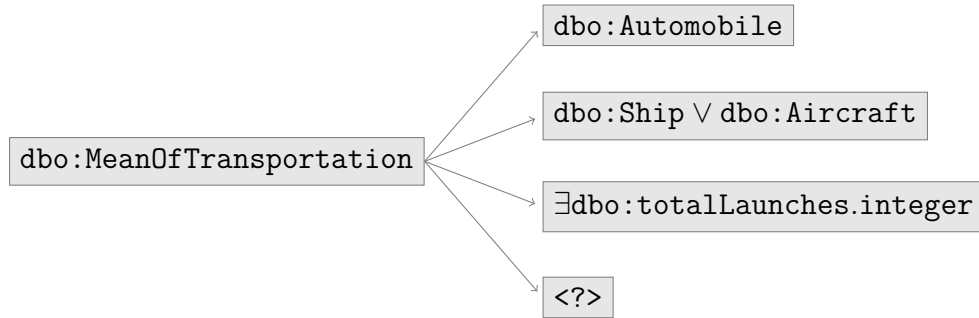 dbo:Automobile
dbo:Ship ∨ dbo:Aircraft
dbo:MeanOfTransportation
∃dbo:totalLaunches.integer
<?>